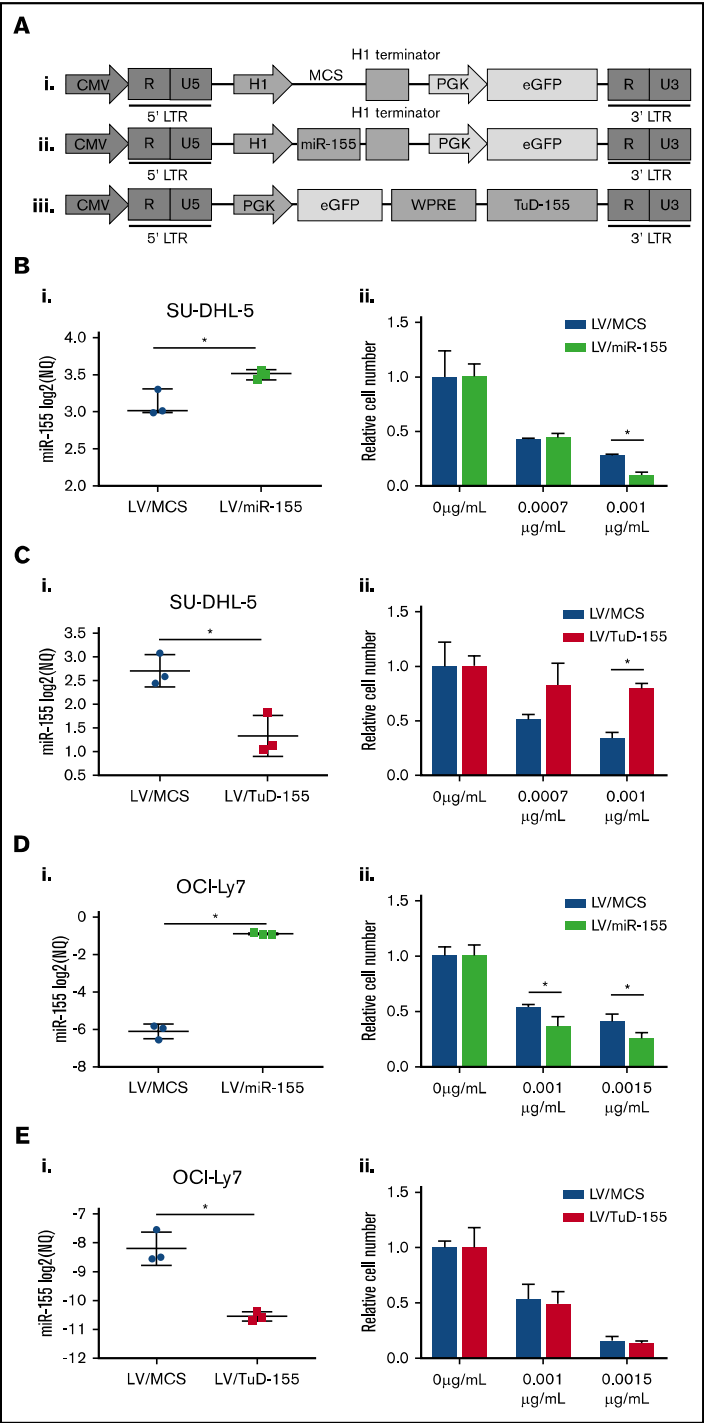 A
H1 terminator
i. CMV R U5 H1 MCS PGK eGFP R U3
5' LTR H1 terminator 3' LTR
ii. CMV R U5 H1 miR-155 PGK eGFP R U3
5' LTR 3' LTR
iii. CMV R U5 PGK eGFP WPRE TuD-155 R U3
5' LTR 3' LTR
B
i.
SU-DHL-5
miR-155 log2(NQ)
4.0
3.5
3.0
2.5
2.0
*
LV/MCS LV/miR-155
ii.
LV/MCS
LV/miR-155
Relative cell number
1.5
1.0
0.5
0.0
*
0μg/mL 0.0007 0.001
μg/mL μg/mL
C
i.
SU-DHL-5
miR-155 log2(NQ)
3.5
3.0
2.5
2.0
1.5
1.0
0.5
*
LV/MCS LV/TuD-155
ii.
LV/MCS
LV/TuD-155
Relative cell number
1.5
1.0
0.5
0.0
*
0μg/mL 0.0007 0.001
μg/mL μg/mL
D
i.
OCI-Ly7
miR-155 log2(NQ)
0
-2
-4
-6
-8
*
LV/MCS LV/miR-155
ii.
LV/MCS
LV/miR-155
Relative cell number
1.5
1.0
0.5
0.0
* *
0μg/mL 0.001 0.0015
μg/mL μg/mL
E
i.
OCI-Ly7
miR-155 log2(NQ)
-7
-8
-9
-10
-11
-12
*
LV/MCS LV/TuD-155
ii.
LV/MCS
LV/TuD-155
Relative cell number
1.5
1.0
0.5
0.0
0μg/mL 0.001 0.0015
μg/mL μg/mL